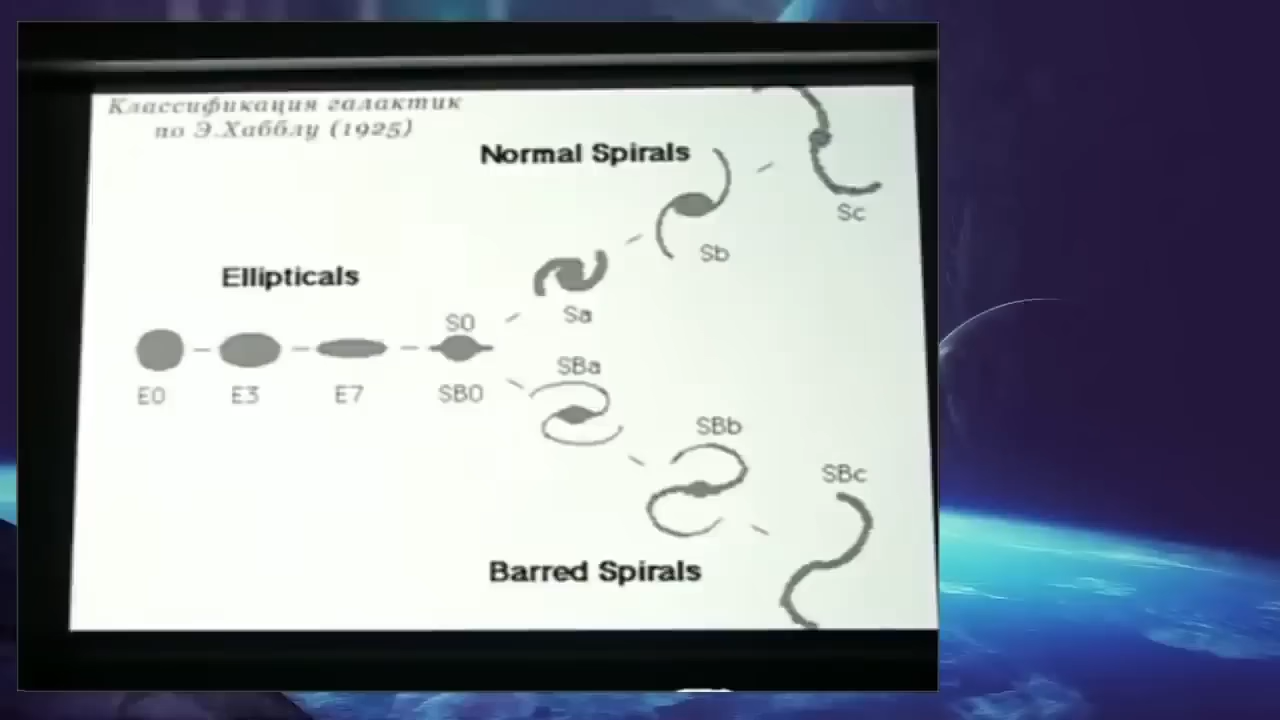 Классификация галактик
по Э.Хабблу (1925)
Normal Spirals
Sc
Sb
Ellipticals
Sa
S0
SBa
E0 E3 E7 SB0
SBb
SBc
Barred Spirals